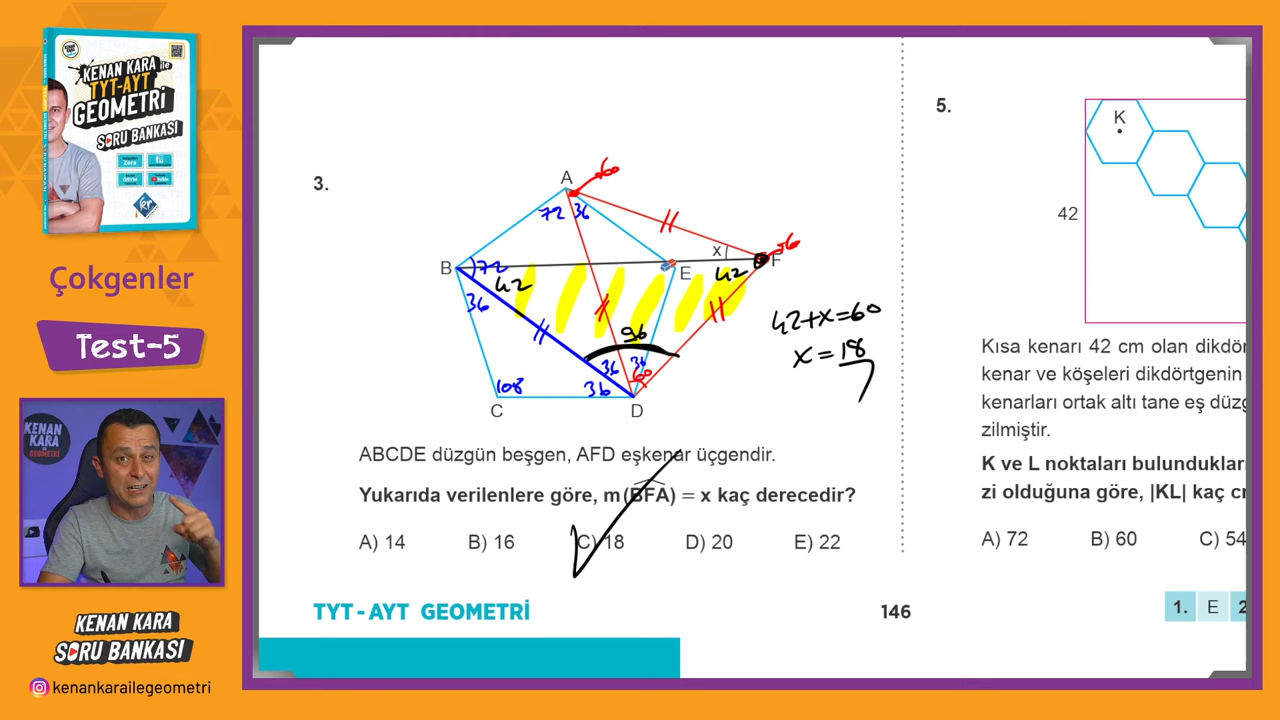 KENAN KARA ile
TYT-AYT
GEOMETRİ
SORU BANKASI
Çokgenler
Test-5
KENAN KARA
ile
GEOMETRİ
KENAN KARA
SORU BANKASI
kenankarailegeometri
3.
A
60
72 36
x
B
72
42
E
42
F
36
96
36
60
108
36
C
D
42+x=60
x=18
ABCDE düzgün beşgen, AFD eşkenar üçgendir.
Yukarıda verilenlere göre, m(BFA) = x kaç derecedir?
A) 14 B) 16 C) 18 D) 20 E) 22
TYT - AYT GEOMETRİ
146
5.
K
42
Kısa kenarı 42 cm olan dikdör
kenar ve köşeleri dikdörtgenin
kenarları ortak altı tane eş düzg
zilmiştir.
K ve L noktaları bulundukları
zi olduğuna göre, |KL| kaç cr
A) 72 B) 60 C) 54
1. E 2